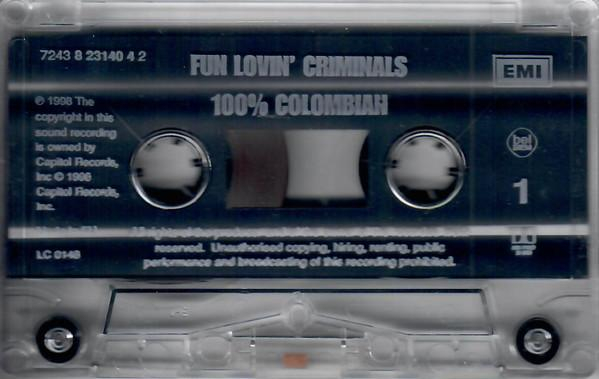 7243 8 23140 4 2
FUN LOVIN' CRIMINALS
100% COLOMBIAN
EMI
℗ 1998 The
copyright in this
sound recording
is owned by
Capitol Records,
Inc © 1998
Capitol Records,
Inc.
1
LC 0148
reserved. Unauthorised copying, hiring, renting, public
performance and broadcasting of this recording prohibited.